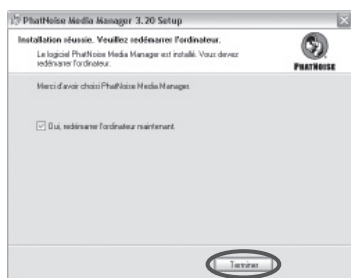 PhatNoise Media Manager 3.20 Setup
Installation réussie. Veuillez redémarrer l'ordinateur.
Le logiciel PhatNoise Media Manager est installé. Vous devez
redémarrer l'ordinateur.
PHATNOISE
Merci d'avoir choisi PhatNoise Media Manager.
Oui, redémarrer l'ordinateur maintenant.
Terminer